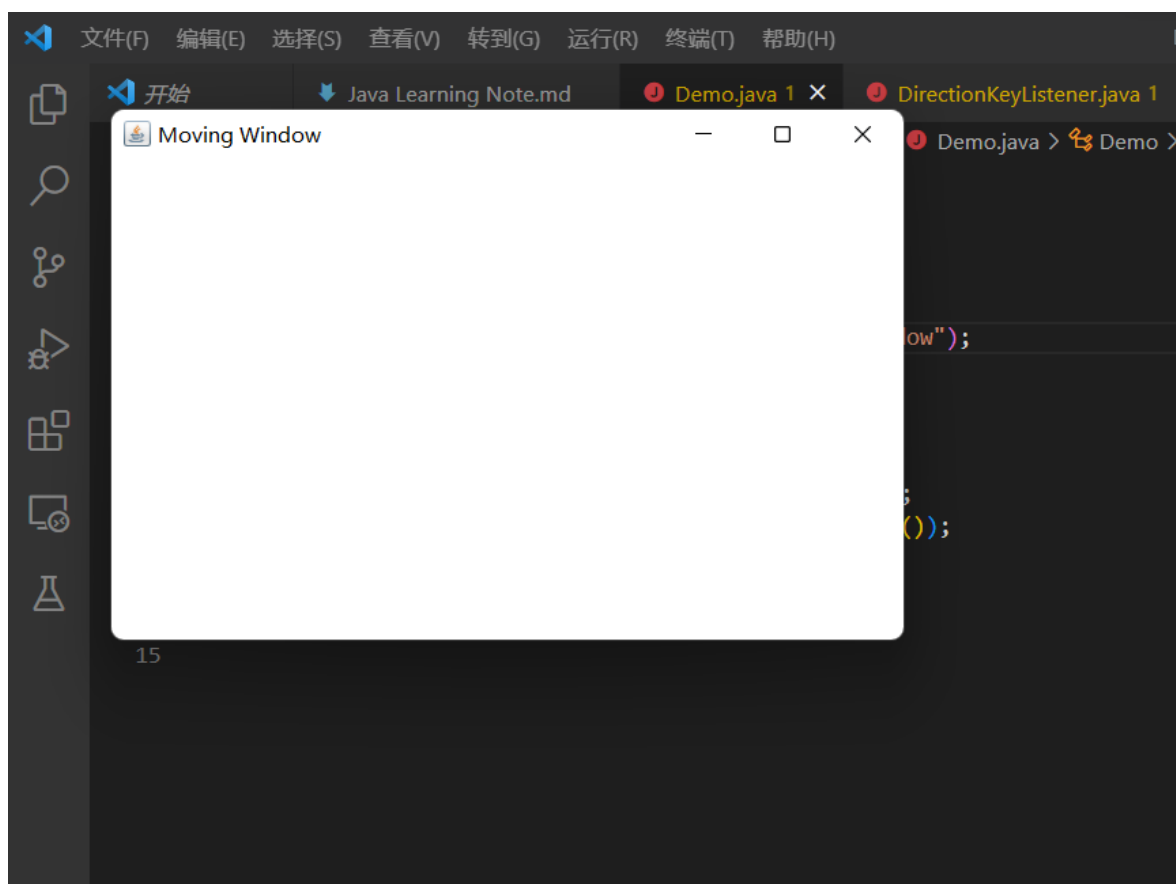 文件(F) 编辑(E) 选择(S) 查看(V) 转到(G) 运行(R) 终端(T) 帮助(H)
开始 Java Learning Note.md Demo.java 1 DirectionKeyListener.java 1
Moving Window
Demo.java > Demo >
ow");
;
());
15